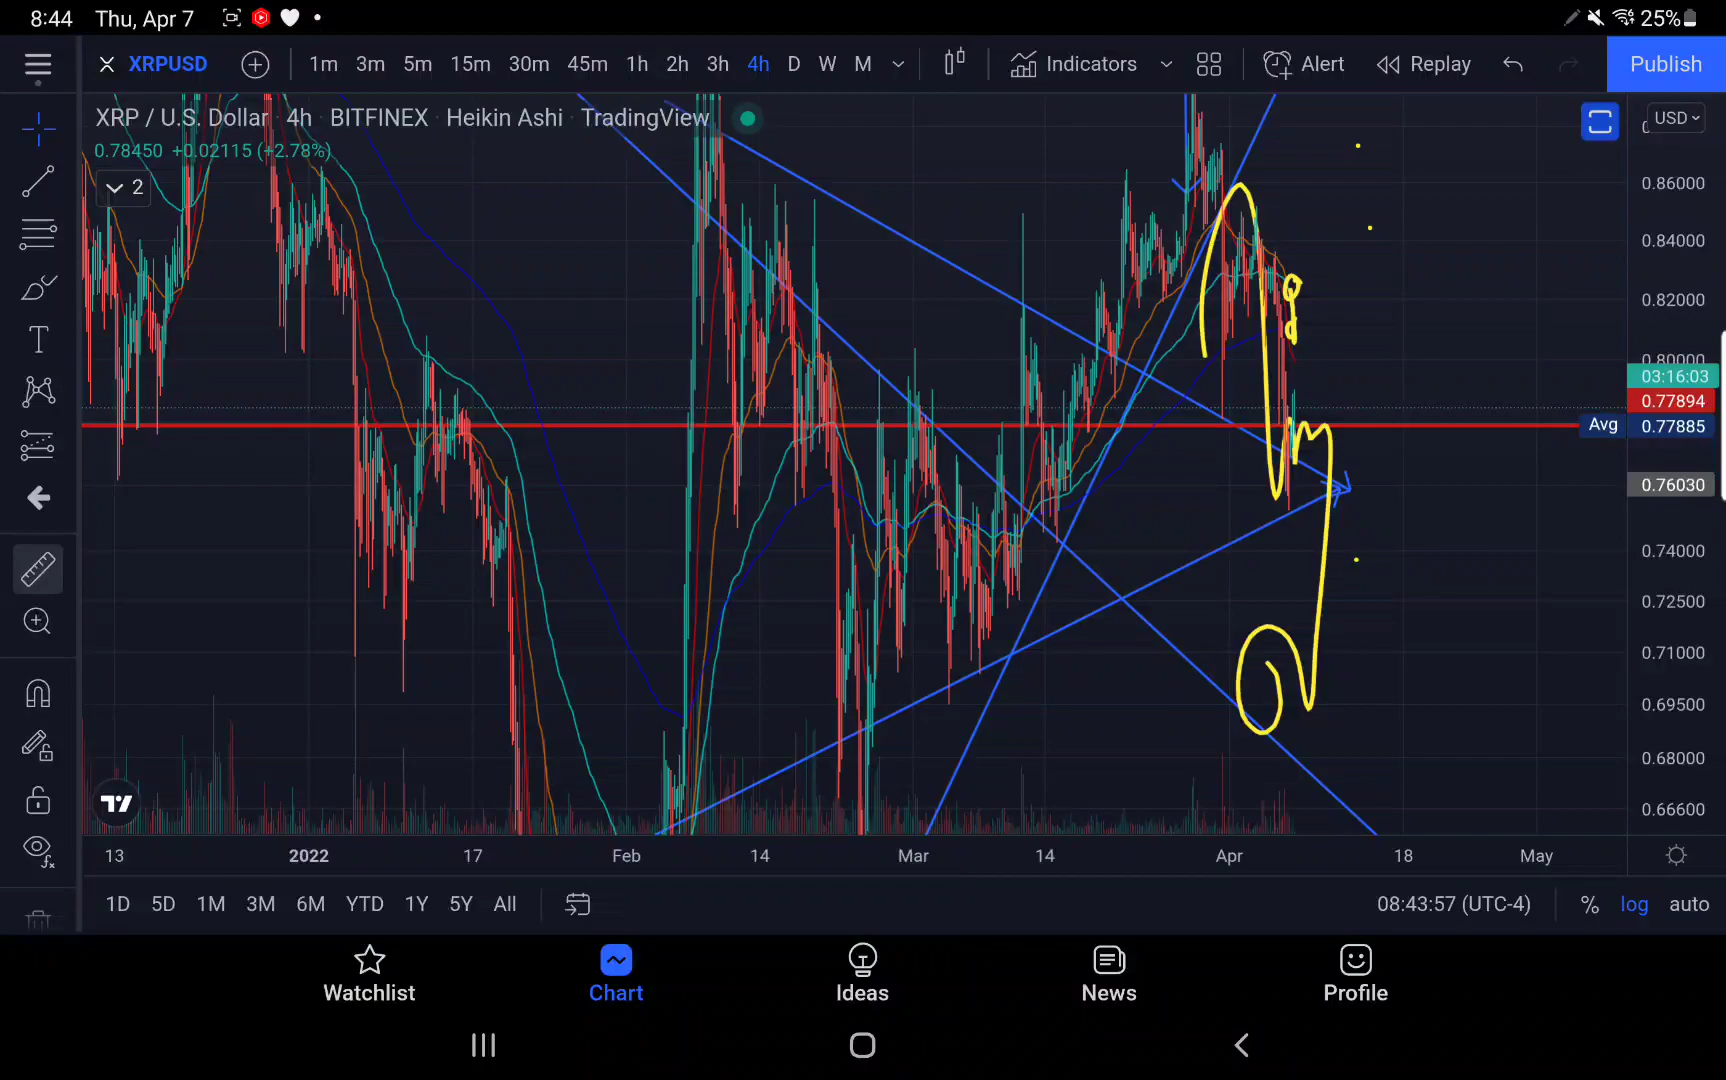 8:44 Thu, Apr 7 25%
XRPUSD 1m 3m 5m 15m 30m 45m 1h 2h 3h 4h D W M Indicators Alert Replay Publish
XRP / U.S. Dollar · 4h · BITFINEX · Heikin Ashi · TradingView
USD
0.78450 +0.02115 (+2.78%)
2
0.86000
0.84000
0.82000
0.80000
03:16:03
0.77894
Avg 0.77885
0.76030
0.74000
0.72500
0.71000
0.69500
0.68000
0.66600
13 2022 17 Feb 14 Mar 14 Apr 18 May
1D 5D 1M 3M 6M YTD 1Y 5Y All 08:43:57 (UTC-4) % log auto
Watchlist Chart Ideas News Profile